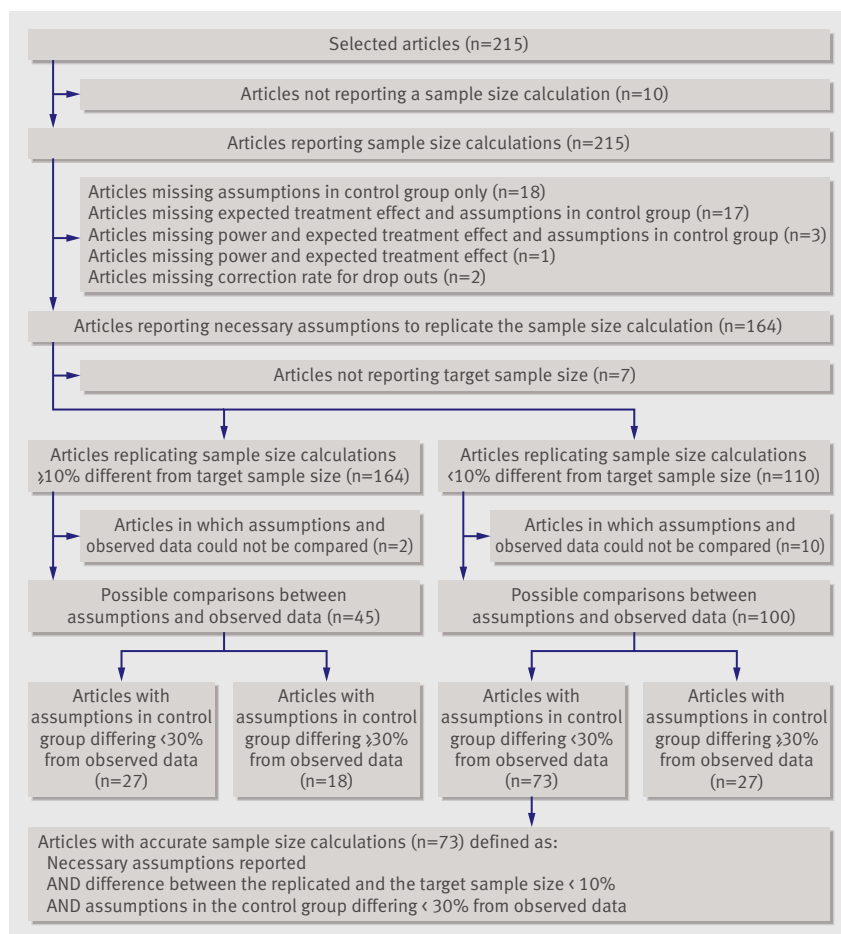 Selected articles (n=215)
Articles not reporting a sample size calculation (n=10)
Articles reporting sample size calculations (n=215)
Articles missing assumptions in control group only (n=18)
Articles missing expected treatment effect and assumptions in control group (n=17)
Articles missing power and expected treatment effect and assumptions in control group (n=3)
Articles missing power and expected treatment effect (n=1)
Articles missing correction rate for drop outs (n=2)
Articles reporting necessary assumptions to replicate the sample size calculation (n=164)
Articles not reporting target sample size (n=7)
Articles replicating sample size calculations
≥10% different from target sample size (n=164)
Articles replicating sample size calculations
<10% different from target sample size (n=110)
Articles in which assumptions and
observed data could not be compared (n=2)
Articles in which assumptions and
observed data could not be compared (n=10)
Possible comparisons between
assumptions and observed data (n=45)
Possible comparisons between
assumptions and observed data (n=100)
Articles with
assumptions in control
group differing <30%
from observed data
(n=27)
Articles with
assumptions in control
group differing ≥30%
from observed data
(n=18)
Articles with
assumptions in control
group differing <30%
from observed data
(n=73)
Articles with
assumptions in control
group differing ≥30%
from observed data
(n=27)
Articles with accurate sample size calculations (n=73) defined as:
Necessary assumptions reported
AND difference between the replicated and the target sample size < 10%
AND assumptions in the control group differing < 30% from observed data